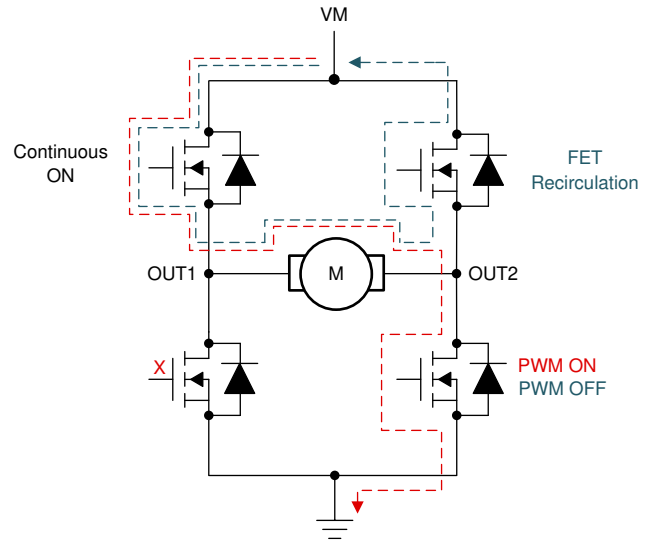 VM
Continuous
ON
FET
Recirculation
OUT1
M
OUT2
X
PWM ON
PWM OFF